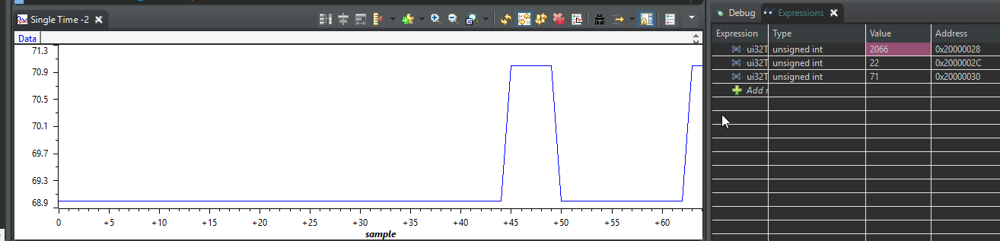 Single Time -2
Debug
Expressions
Data
Expression Type Value Address
ui32T unsigned int 2066 0x20000028
ui32T unsigned int 22 0x2000002C
ui32T unsigned int 71 0x20000030
Add r
71.3
70.9
70.5
70.1
69.7
69.3
68.9
0 +5 +10 +15 +20 +25 +30 +35 +40 +45 +50 +55 +60
sample